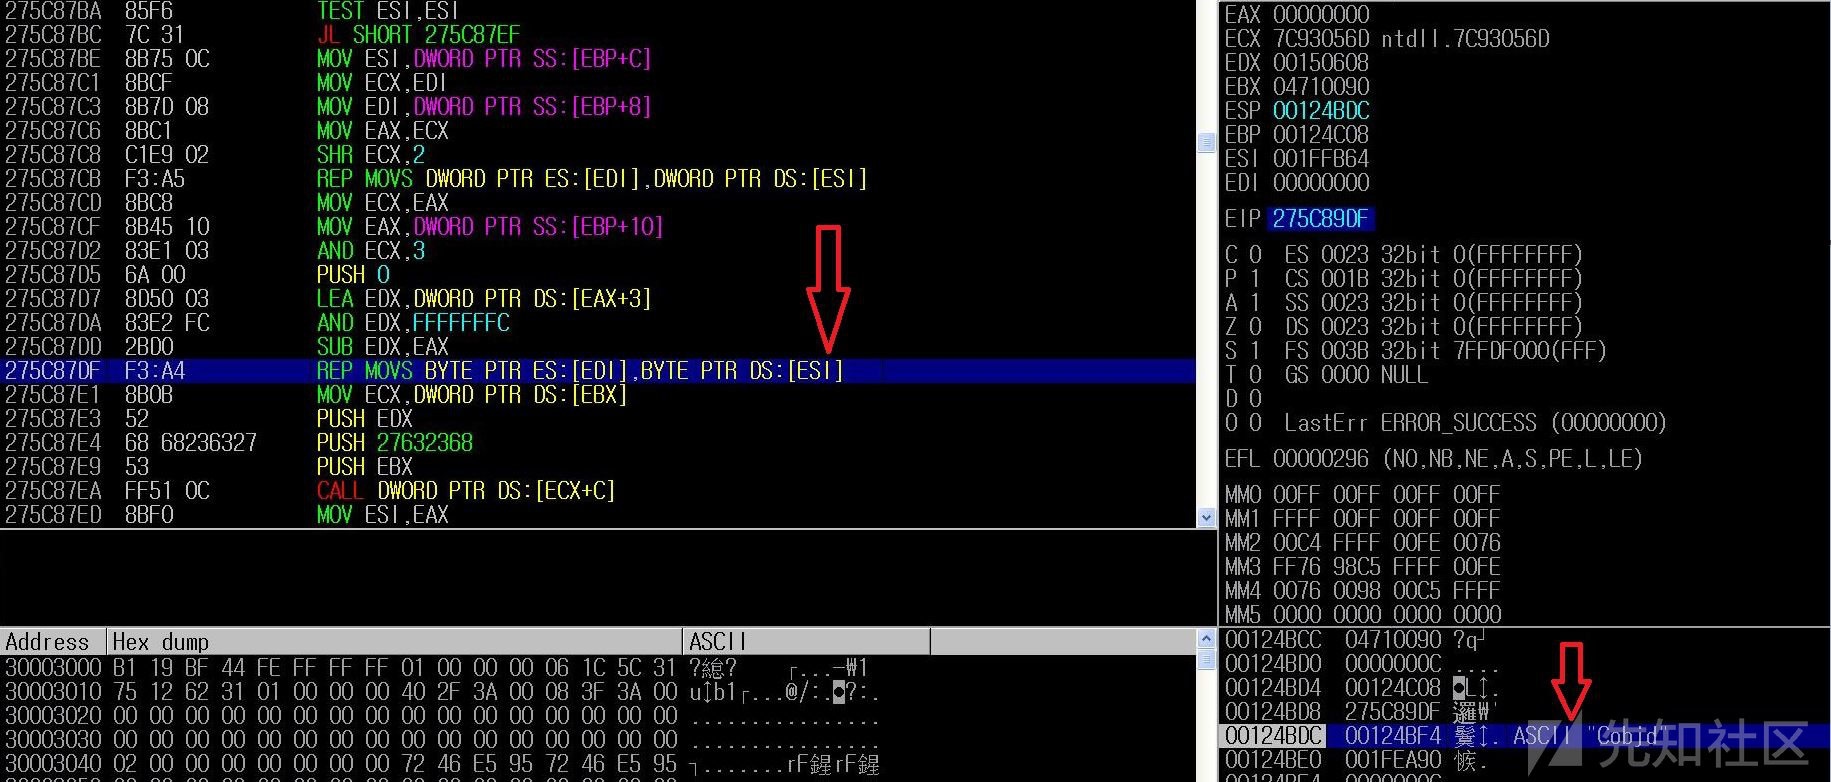 275C87BA 85F6 TEST ESI,ESI
275C87BC 7C 31 JL SHORT 275C87EF
275C87BE 8B75 0C MOV ESI,DWORD PTR SS:[EBP+C]
275C87C1 8BCF MOV ECX,EDI
275C87C3 8B7D 08 MOV EDI,DWORD PTR SS:[EBP+8]
275C87C6 8BC1 MOV EAX,ECX
275C87C8 C1E9 02 SHR ECX,2
275C87CB F3:A5 REP MOVS DWORD PTR ES:[EDI],DWORD PTR DS:[ESI]
275C87CD 8BC8 MOV ECX,EAX
275C87CF 8B45 10 MOV EAX,DWORD PTR SS:[EBP+10]
275C87D2 83E1 03 AND ECX,3
275C87D5 6A 00 PUSH 0
275C87D7 8D50 03 LEA EDX,DWORD PTR DS:[EAX+3]
275C87DA 83E2 FC AND EDX,FFFFFFFC
275C87DD 2BD0 SUB EDX,EAX
275C87DF F3:A4 REP MOVS BYTE PTR ES:[EDI],BYTE PTR DS:[ESI]
275C87E1 8B0B MOV ECX,DWORD PTR DS:[EBX]
275C87E3 52 PUSH EDX
275C87E4 68 68236327 PUSH 27632368
275C87E9 53 PUSH EBX
275C87EA FF51 0C CALL DWORD PTR DS:[ECX+C]
275C87ED 8BF0 MOV ESI,EAX
EAX 00000000
ECX 7C93056D ntdll.7C93056D
EDX 00150608
EBX 04710090
ESP 00124BDC
EBP 00124C08
ESI 001FFB64
EDI 00000000
EIP 275C89DF
C 0 ES 0023 32bit 0(FFFFFFFF)
P 1 CS 001B 32bit 0(FFFFFFFF)
A 1 SS 0023 32bit 0(FFFFFFFF)
Z 0 DS 0023 32bit 0(FFFFFFFF)
S 1 FS 003B 32bit 7FFDF000(FFF)
T 0 GS 0000 NULL
D 0
O 0 LastErr ERROR_SUCCESS (00000000)
EFL 00000296 (NO,NB,NE,A,S,PE,L,LE)
MM0 00FF 00FF 00FF 00FF
MM1 FFFF 00FF 00FF 00FF
MM2 00C4 FFFF 00FE 0076
MM3 FF76 98C5 FFFF 00FE
MM4 0076 0098 00C5 FFFF
MM5 0000 0000 0000 0000
Address Hex dump ASCII
30003000 B1 19 BF 44 FE FF FF FF 01 00 00 00 06 1C 5C 31
30003010 75 12 62 31 01 00 00 00 40 2F 3A 00 08 3F 3A 00
30003020 00 00 00 00 00 00 00 00 00 00 00 00 00 00 00 00 ................
30003030 00 00 00 00 00 00 00 00 00 00 00 00 00 00 00 00 ................
30003040 02 00 00 00 00 00 00 00 72 46 E5 95 72 46 E5 95
00124BCC 04710090 ?q┘
00124BD0 0000000C ....
00124BD4 00124C08 ◘L↕.
00124BD8 275C89DF
00124BDC 00124BF4 ASCII "Cobjd"
00124BE0 001FEA90
先知社区